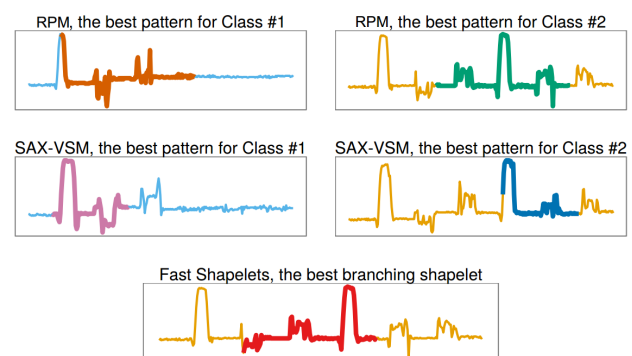 RPM, the best pattern for Class #1
RPM, the best pattern for Class #2
SAX-VSM, the best pattern for Class #1
SAX-VSM, the best pattern for Class #2
Fast Shapelets, the best branching shapelet